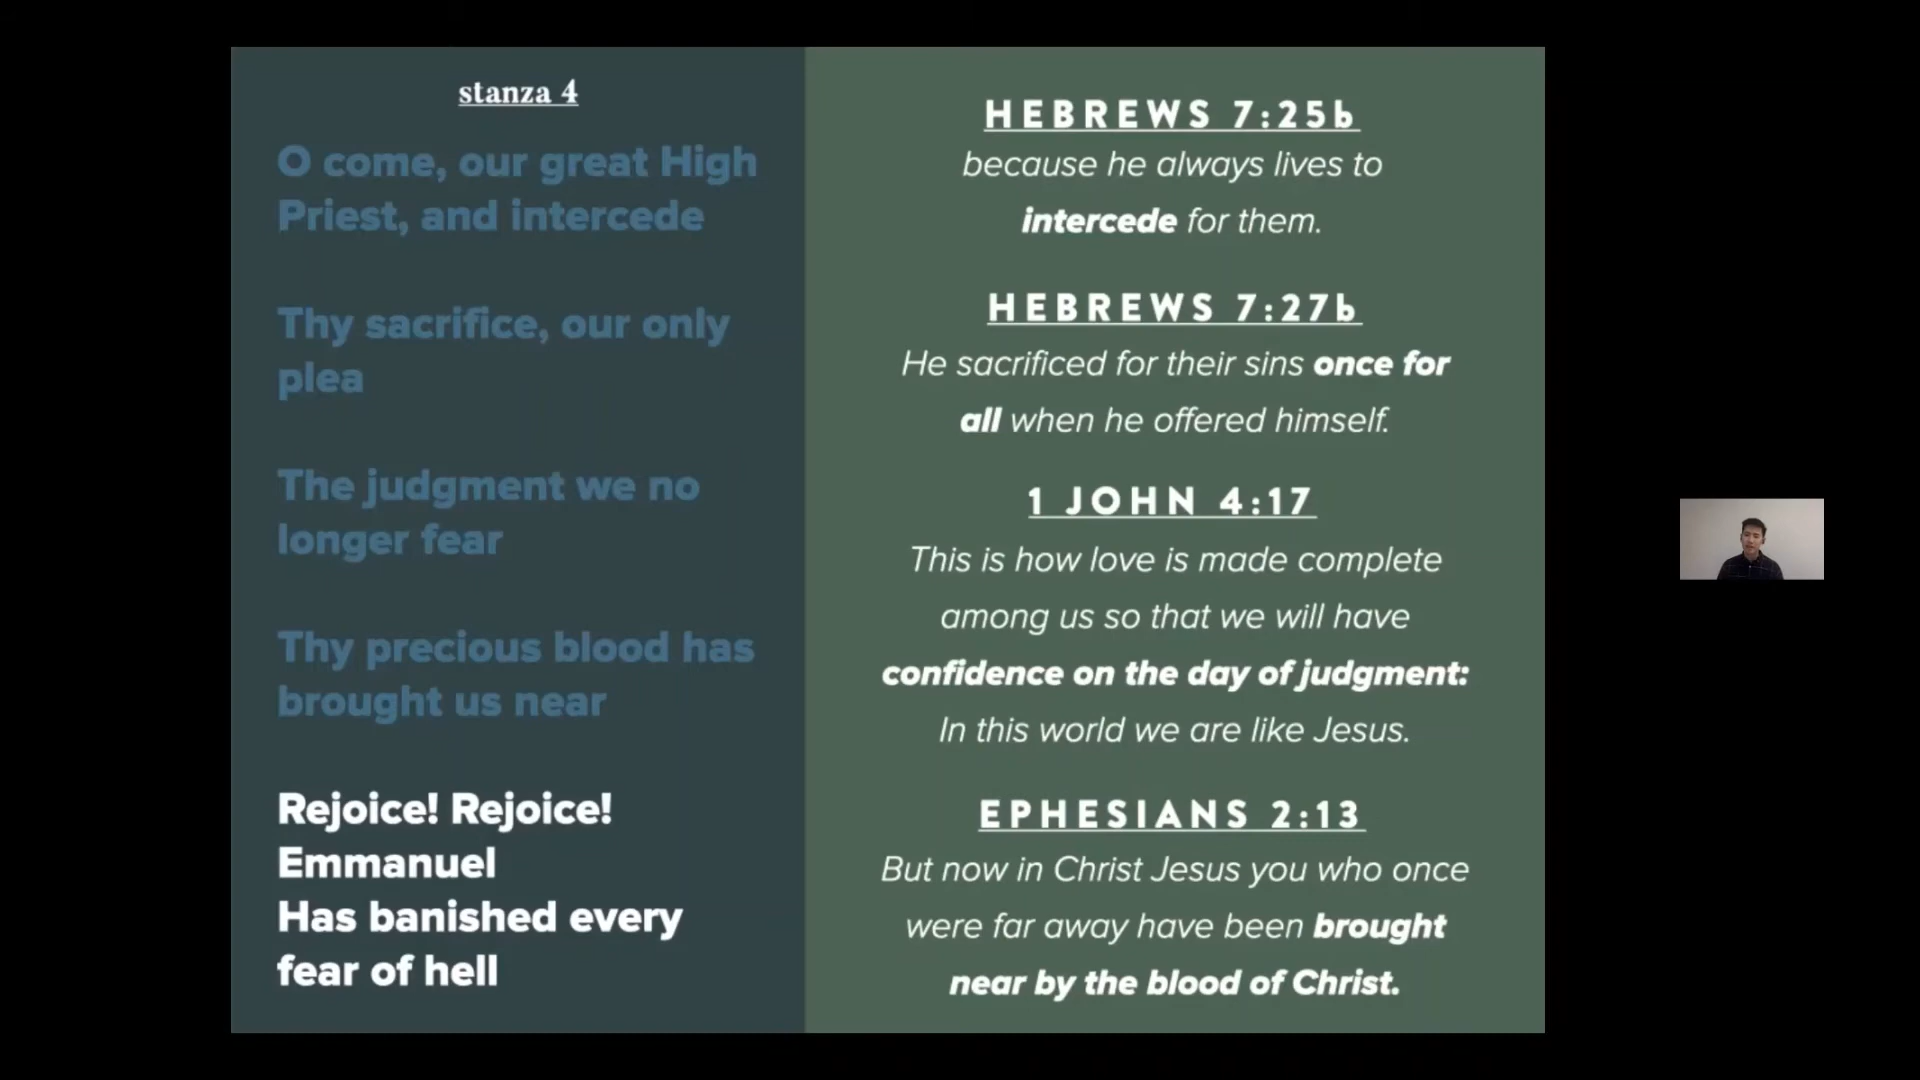 stanza 4
O come, our great High
Priest, and intercede
Thy sacrifice, our only
plea
The judgment we no
longer fear
Thy precious blood has
brought us near
Rejoice! Rejoice!
Emmanuel
Has banished every
fear of hell
HEBREWS 7:25b
because he always lives to
intercede for them.
HEBREWS 7:27b
He sacrificed for their sins once for
all when he offered himself.
1 JOHN 4:17
This is how love is made complete
among us so that we will have
confidence on the day of judgment:
In this world we are like Jesus.
EPHESIANS 2:13
But now in Christ Jesus you who once
were far away have been brought
near by the blood of Christ.